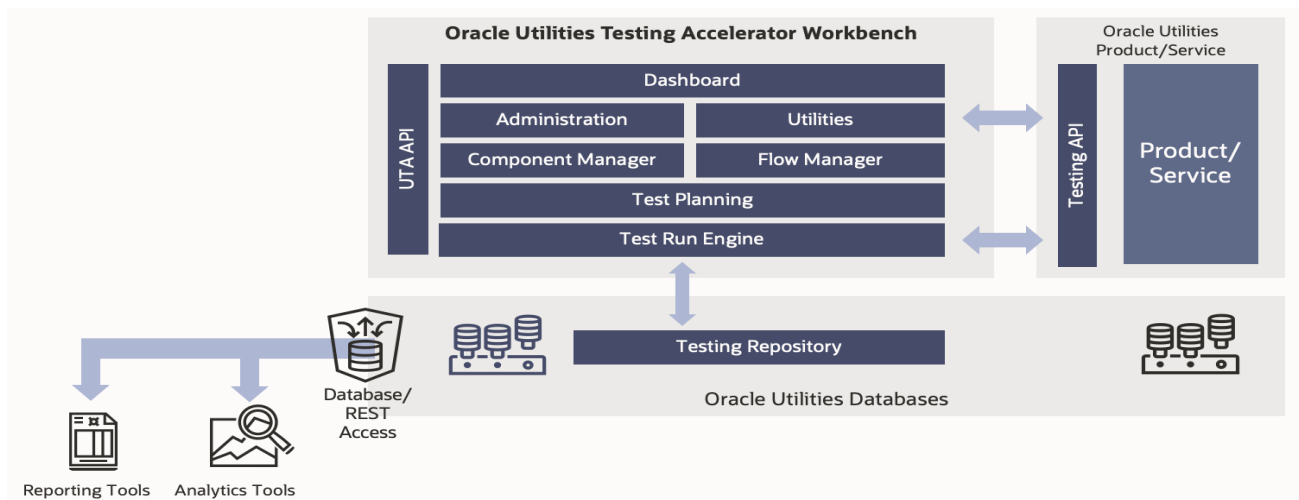 Oracle Utilities Testing Accelerator Workbench
UTA API
Dashboard
Administration
Utilities
Component Manager
Flow Manager
Test Planning
Test Run Engine
Oracle Utilities
Product/Service
Testing API
Product/
Service
Testing Repository
Oracle Utilities Databases
Database/
REST
Access
Reporting Tools
Analytics Tools